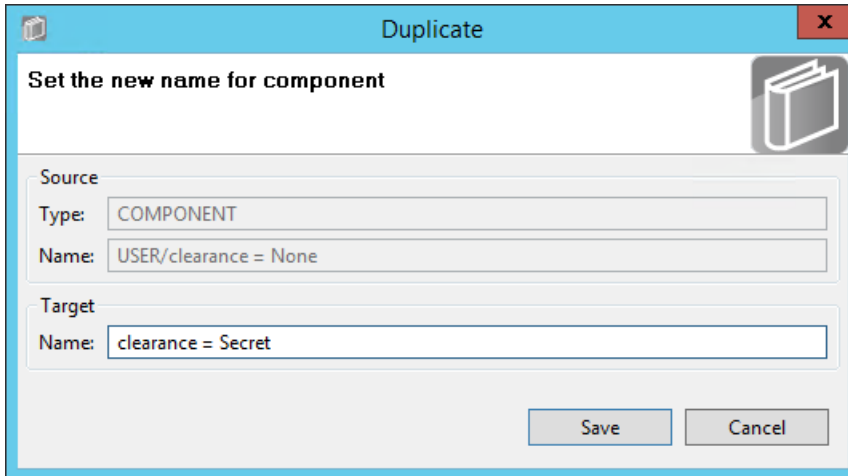 Duplicate
x
Set the new name for component
Source
Type: COMPONENT
Name: USER/clearance = None
Target
Name: clearance = Secret
Save Cancel